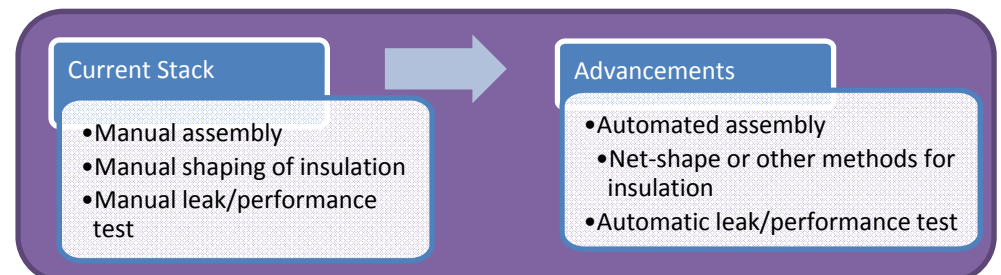 Current Stack
•Manual assembly
•Manual shaping of insulation
•Manual leak/performance
test
Advancements
•Automated assembly
•Net-shape or other methods for
insulation
•Automatic leak/performance test